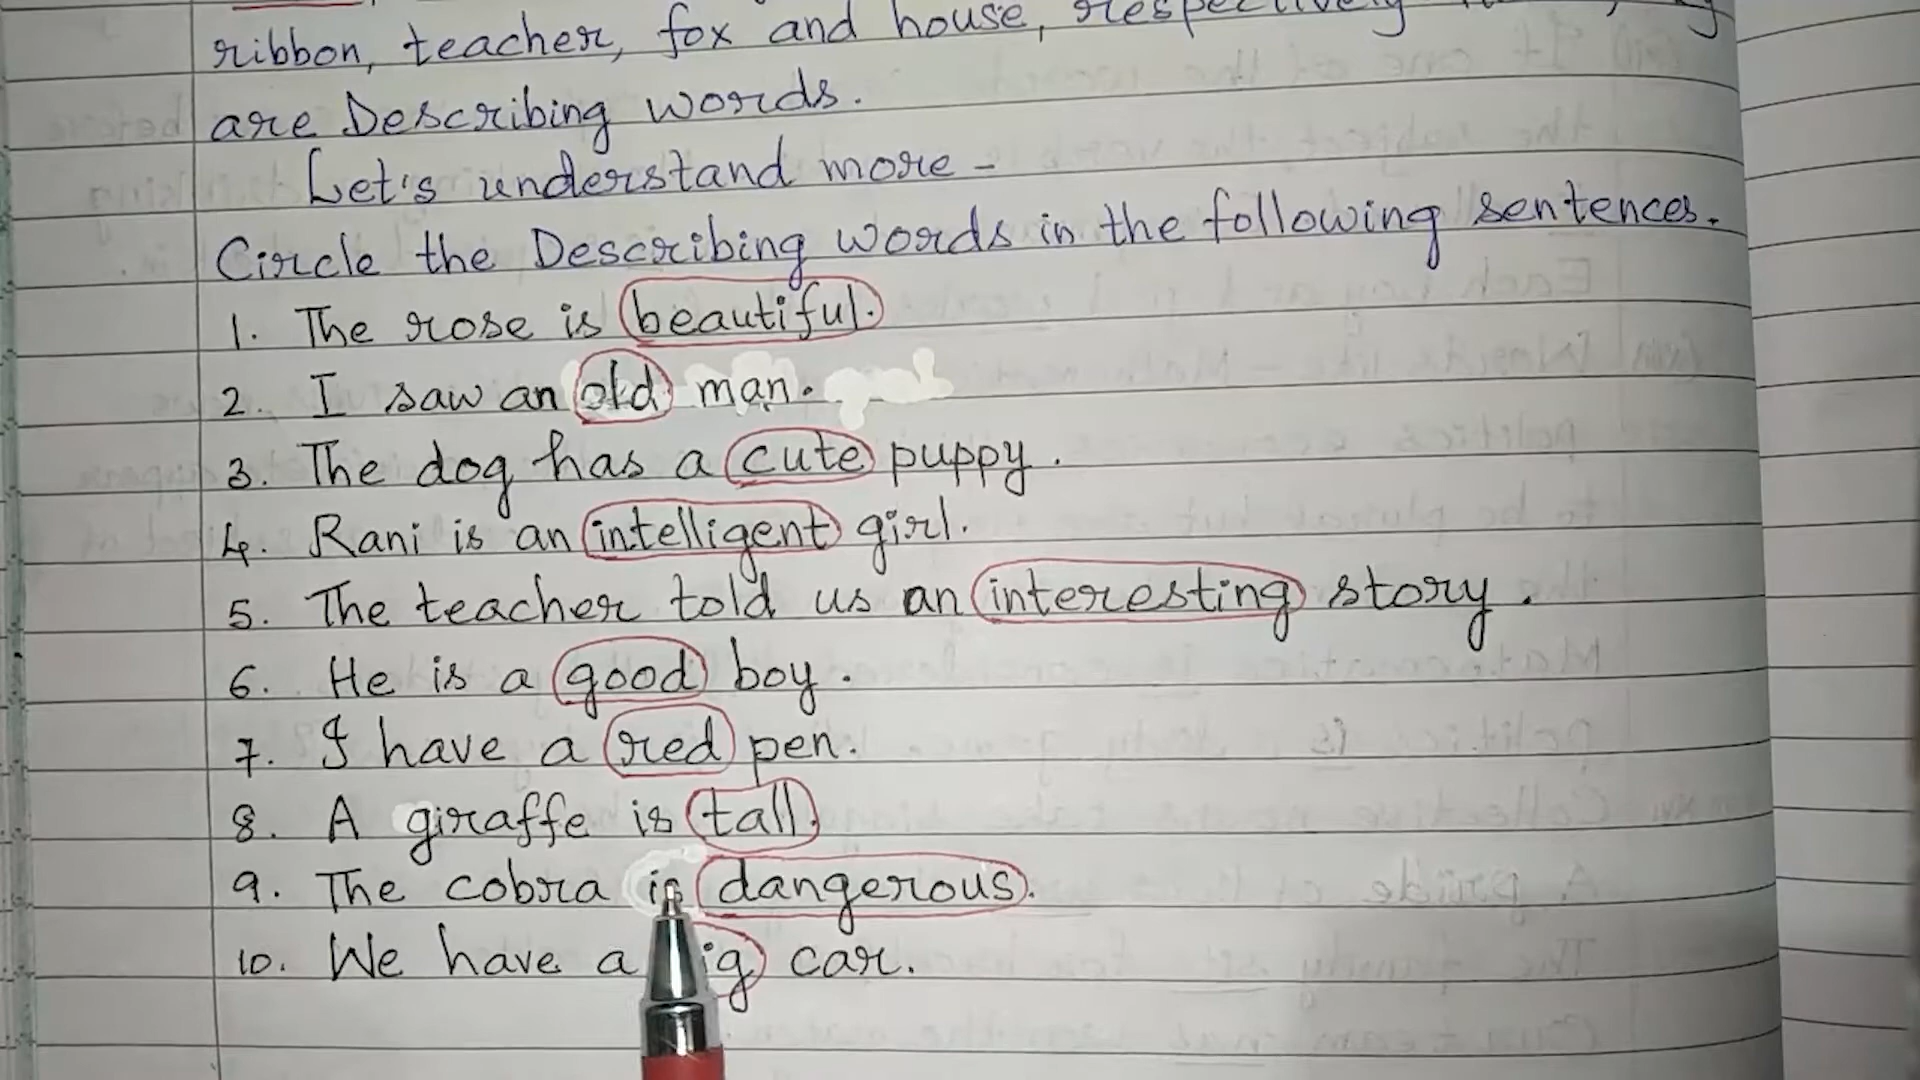 ribbon, teacher, fox and house, respectively
are Describing words.
Let's understand more -
Circle the Describing words in the following sentences.
1. The rose is beautiful.
2. I saw an old man.
3. The dog has a cute puppy.
4. Rani is an intelligent girl.
5. The teacher told us an interesting story.
6. He is a good boy.
7. I have a red pen.
8. A giraffe is tall.
9. The cobra is dangerous.
10. We have a car.